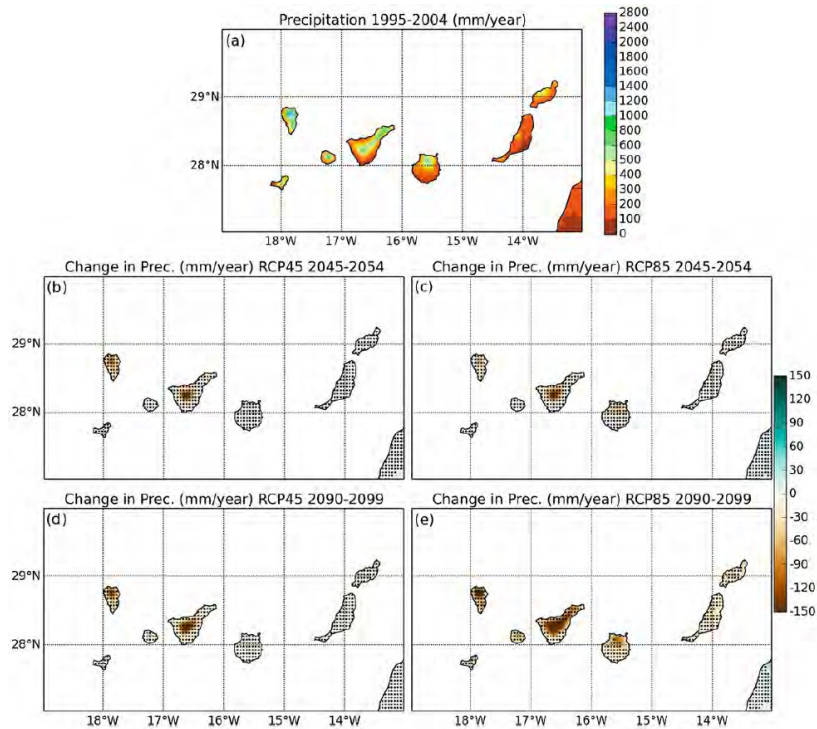 Precipitation 1995-2004 (mm/year)
(a)
29°N
28°N
18°W 17°W 16°W 15°W 14°W
2800
2600
2400
2200
2000
1800
1600
1400
1200
1000
800
600
500
400
300
200
100
0
Change in Prec. (mm/year) RCP45 2045-2054
(b)
29°N
28°N
Change in Prec. (mm/year) RCP85 2045-2054
(c)
Change in Prec. (mm/year) RCP45 2090-2099
(d)
29°N
28°N
18°W 17°W 16°W 15°W 14°W
Change in Prec. (mm/year) RCP85 2090-2099
(e)
18°W 17°W 16°W 15°W 14°W
150
120
90
60
30
0
-30
-60
-90
-120
-150